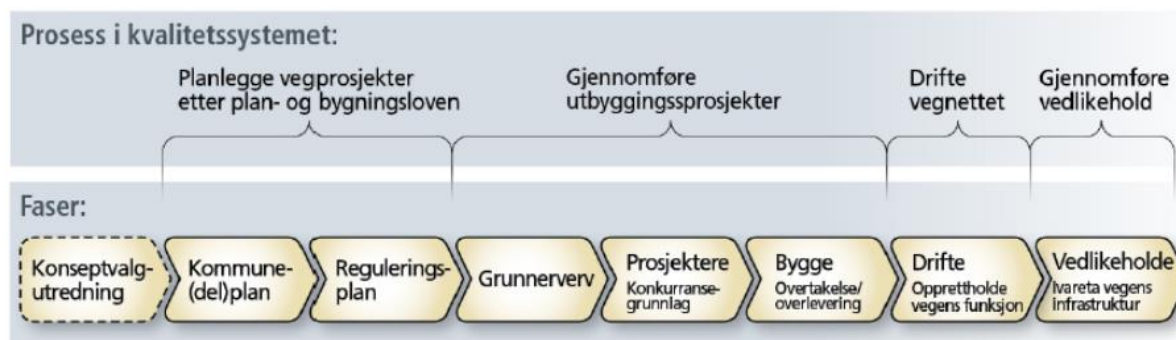 Prosess i kvalitetssystemet:
Planlegge vegprosjekter
etter plan- og bygningsloven
Gjennomføre
utbyggingssprosjekter
Drifte
vegnettet
Gjennomføre
vedlikehold
Faser:
Konseptvalg-
utredning
Kommune-
(del)plan
Regulerings-
plan
Grunnerverv
Prosjektere
Konkurranse-
grunnlag
Bygge
Overtakelse/
overlevering
Drifte
Opprettholde
vegens funksjon
Vedlikeholde
Ivareta vegens
infrastruktur